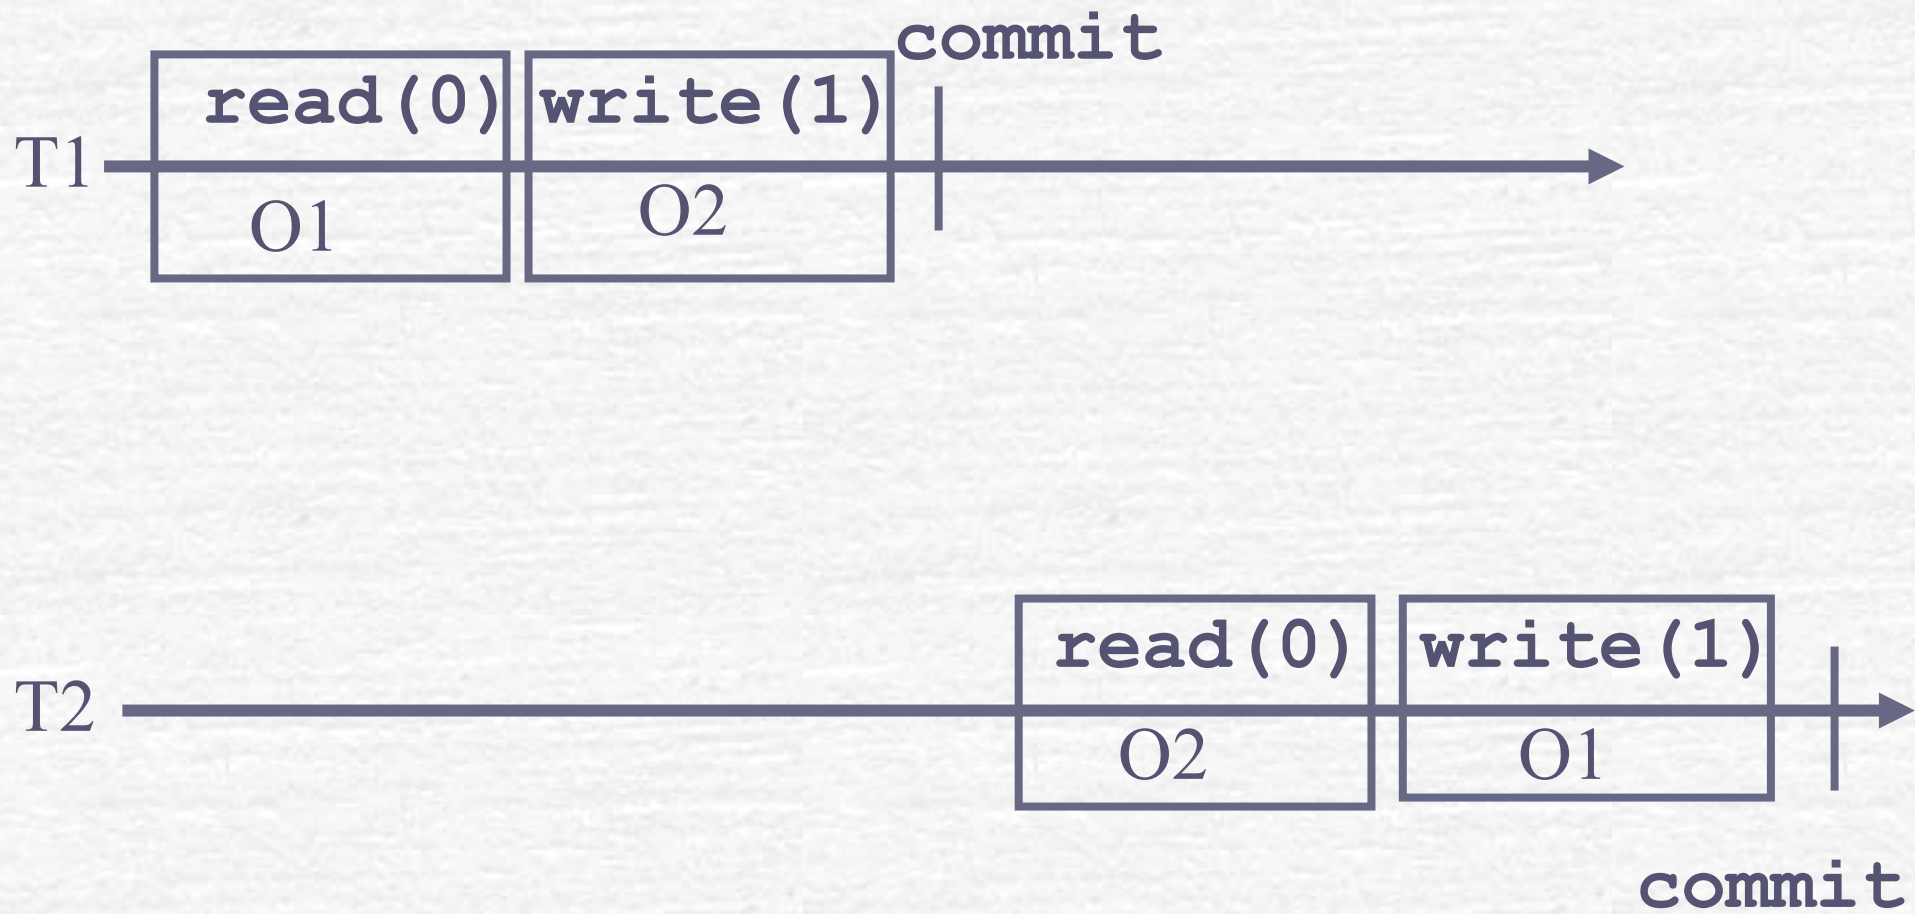 commit
read(0) write(1)
T1
O1 O2
read(0) write(1)
T2
O2 O1
commit